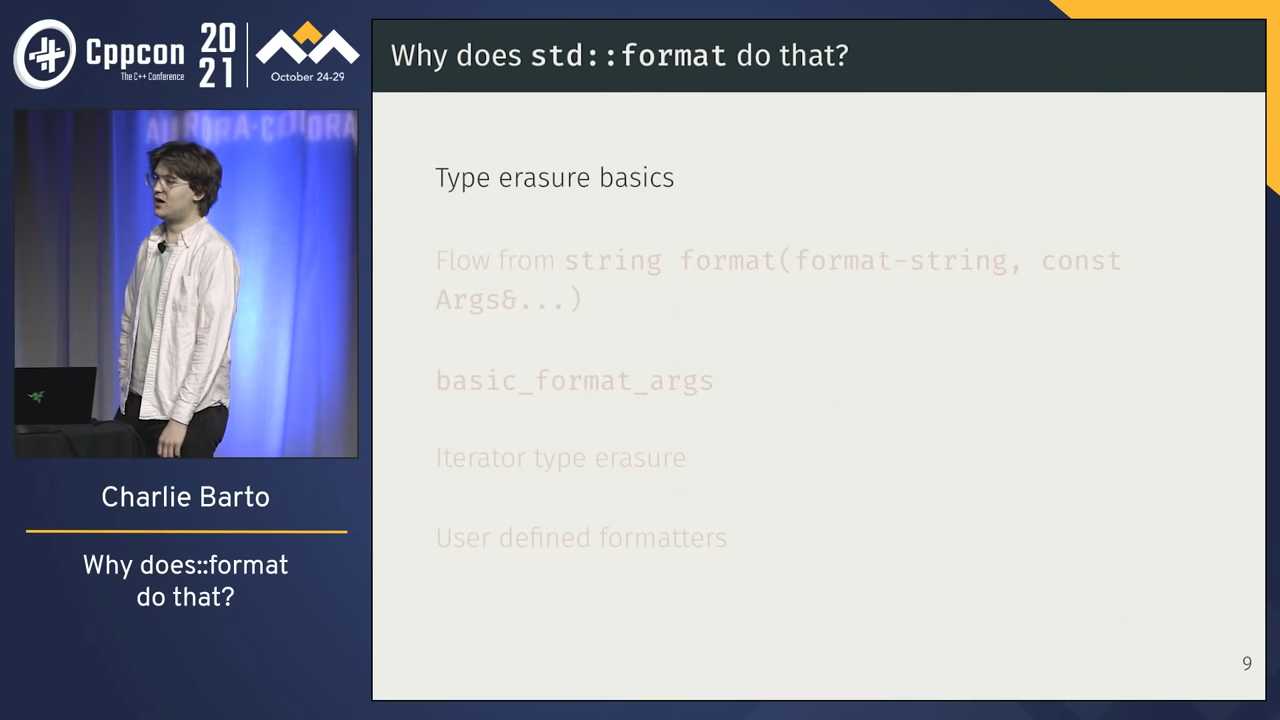 Cppcon
The C++ Conference
20
21
October 24-29
Charlie Barto
Why does::format
do that?
Why does std::format do that?
Type erasure basics
Flow from string format(format-string, const
Args&...)
basic_format_args
Iterator type erasure
User defined formatters
9